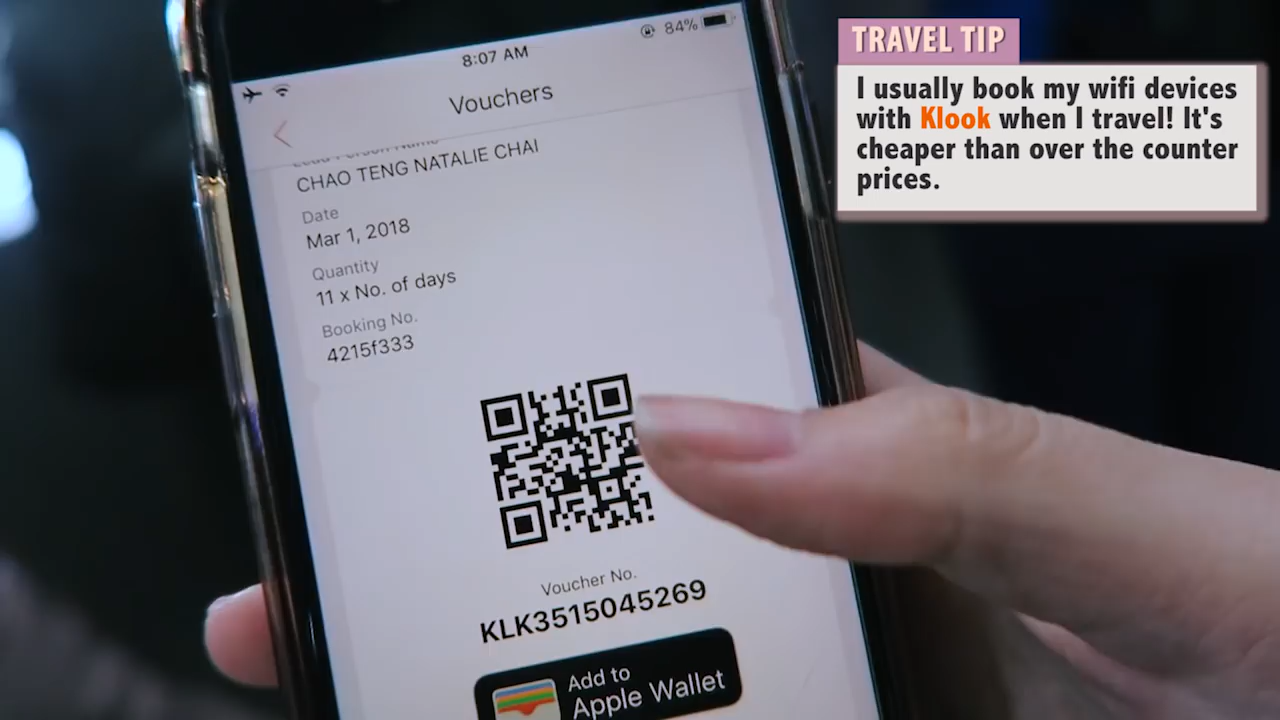 84%
8:07 AM
Vouchers
CHAO TENG NATALIE CHAI
Date
Mar 1, 2018
Quantity
11 x No. of days
Booking No.
4215f333
Voucher No.
KLK3515045269
Add to
Apple Wallet
TRAVEL TIP
I usually book my wifi devices
with Klook when I travel! It's
cheaper than over the counter
prices.